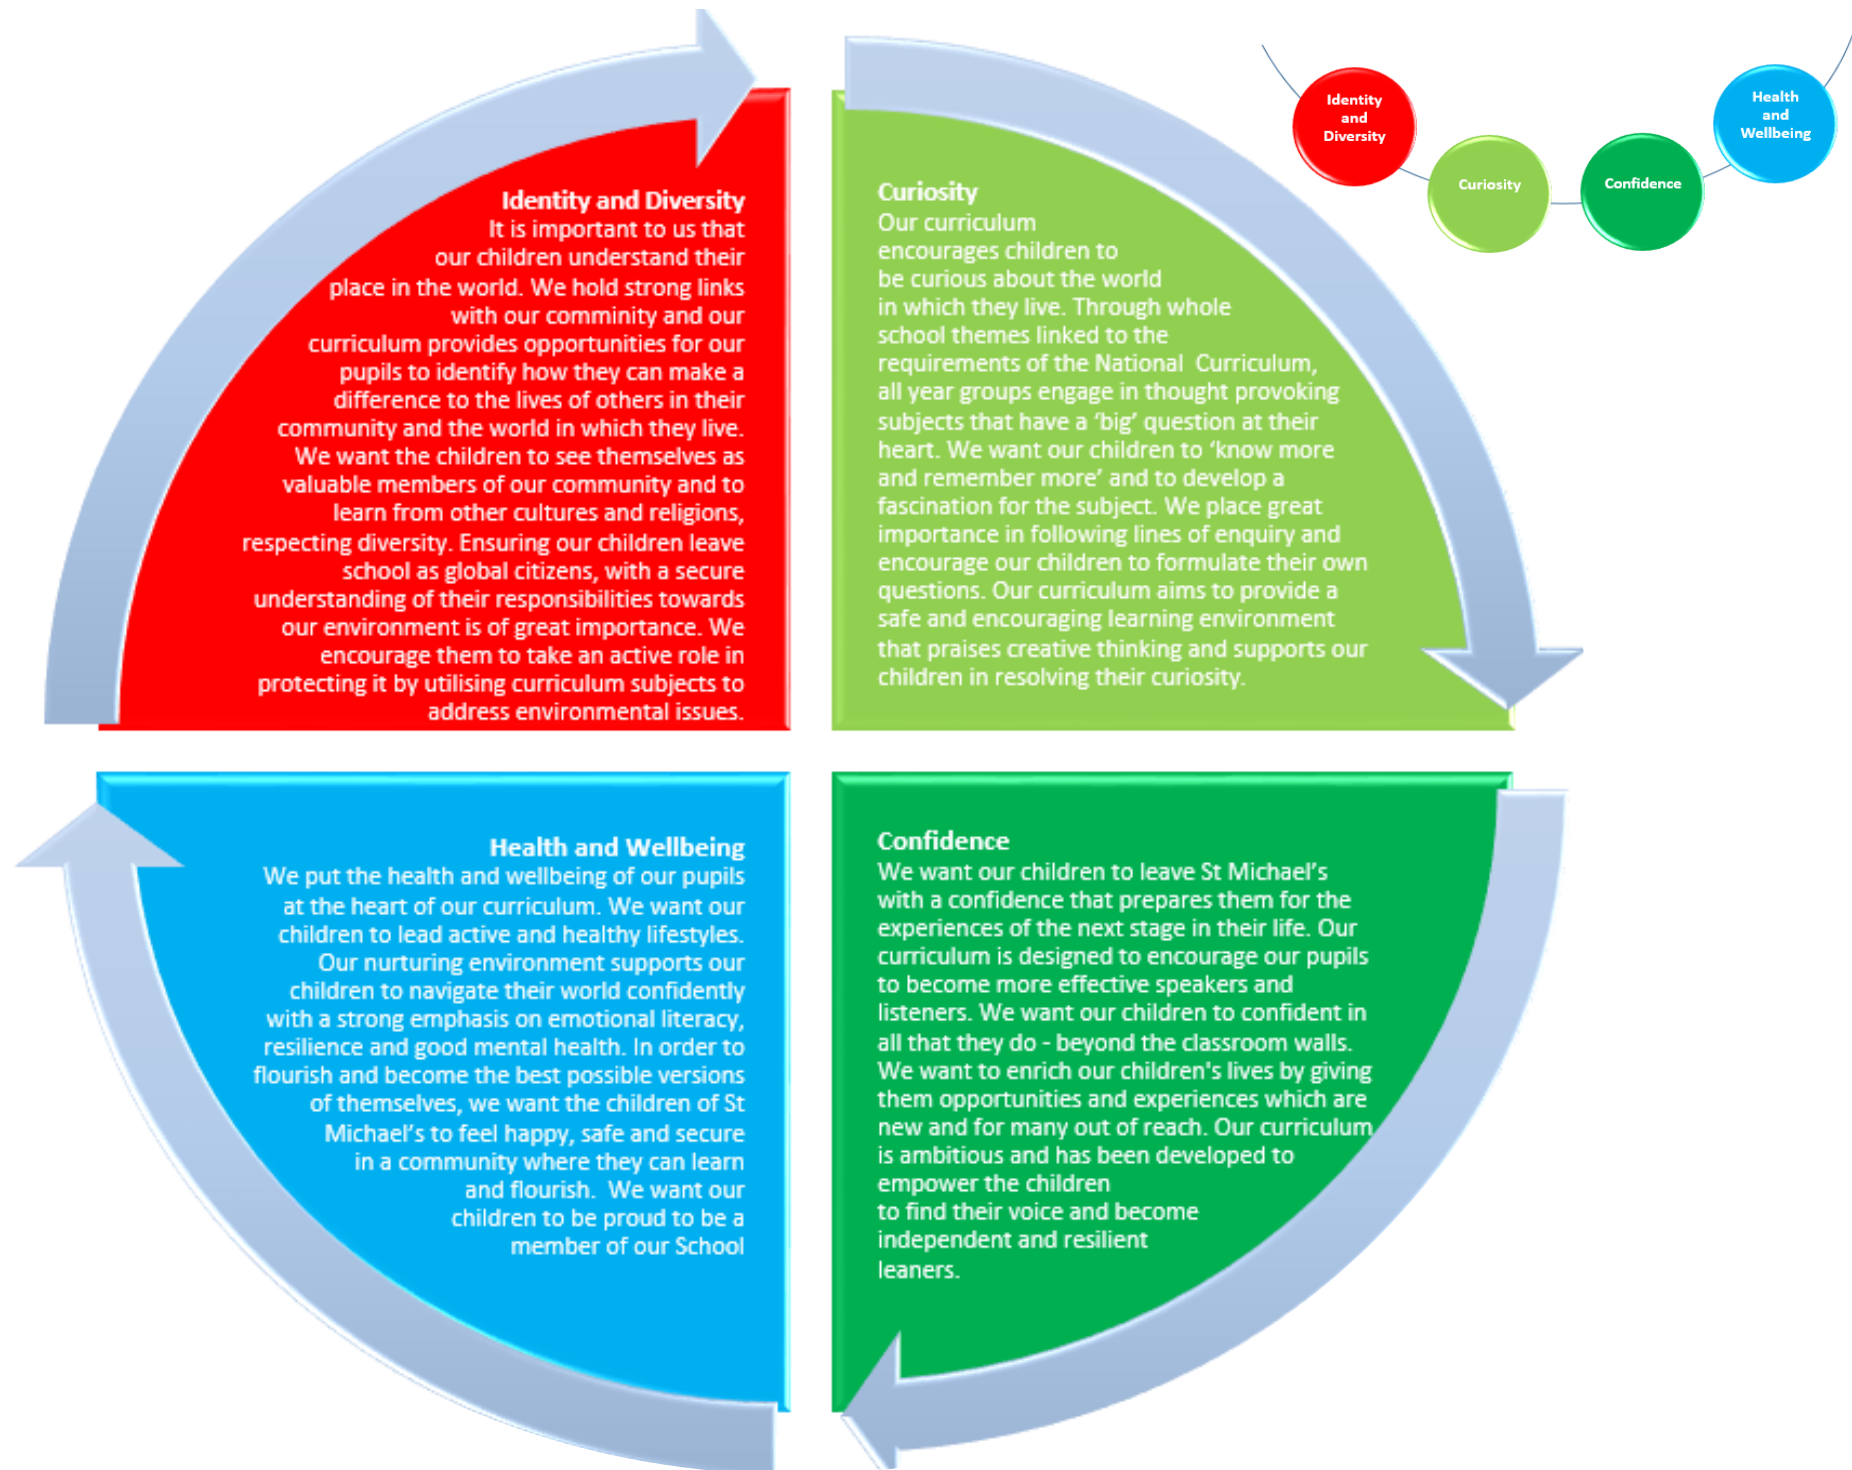 Identity and Diversity
It is important to us that
our children understand their
place in the world. We hold strong links
with our comminity and our
curriculum provides opportunities for our
pupils to identify how they can make a
difference to the lives of others in their
community and the world in which they live.
We want the children to see themselves as
valuable members of our community and to
learn from other cultures and religions,
respecting diversity. Ensuring our children leave
school as global citizens, with a secure
understanding of their responsibilities towards
our environment is of great importance. We
encourage them to take an active role in
protecting it by utilising curriculum subjects to
address environmental issues.
Curiosity
Our curriculum
encourages children to
be curious about the world
in which they live. Through whole
school themes linked to the
requirements of the National  Curriculum,
all year groups engage in thought provoking
subjects that have a ‘big’ question at their
heart. We want our children to ‘know more
and remember more’ and to develop a
fascination for the subject. We place great
importance in following lines of enquiry and
encourage our children to formulate their own
questions. Our curriculum aims to provide a
safe and encouraging learning environment
that praises creative thinking and supports our
children in resolving their curiosity.
Identity
and
Diversity
Curiosity
Confidence
Health
and
Wellbeing
Health and Wellbeing
We put the health and wellbeing of our pupils
at the heart of our curriculum. We want our
children to lead active and healthy lifestyles.
Our nurturing environment supports our
children to navigate their world confidently
with a strong emphasis on emotional literacy,
resilience and good mental health. In order to
flourish and become the best possible versions
of themselves, we want the children of St
Michael’s to feel happy, safe and secure
in a community where they can learn
and flourish.  We want our
children to be proud to be a
member of our School
Confidence
We want our children to leave St Michael’s
with a confidence that prepares them for the
experiences of the next stage in their life. Our
curriculum is designed to encourage our pupils
to become more effective speakers and
listeners. We want our children to confident in
all that they do - beyond the classroom walls.
We want to enrich our children's lives by giving
them opportunities and experiences which are
new and for many out of reach. Our curriculum
is ambitious and has been developed to
empower the children
to find their voice and become
independent and resilient
leaners.